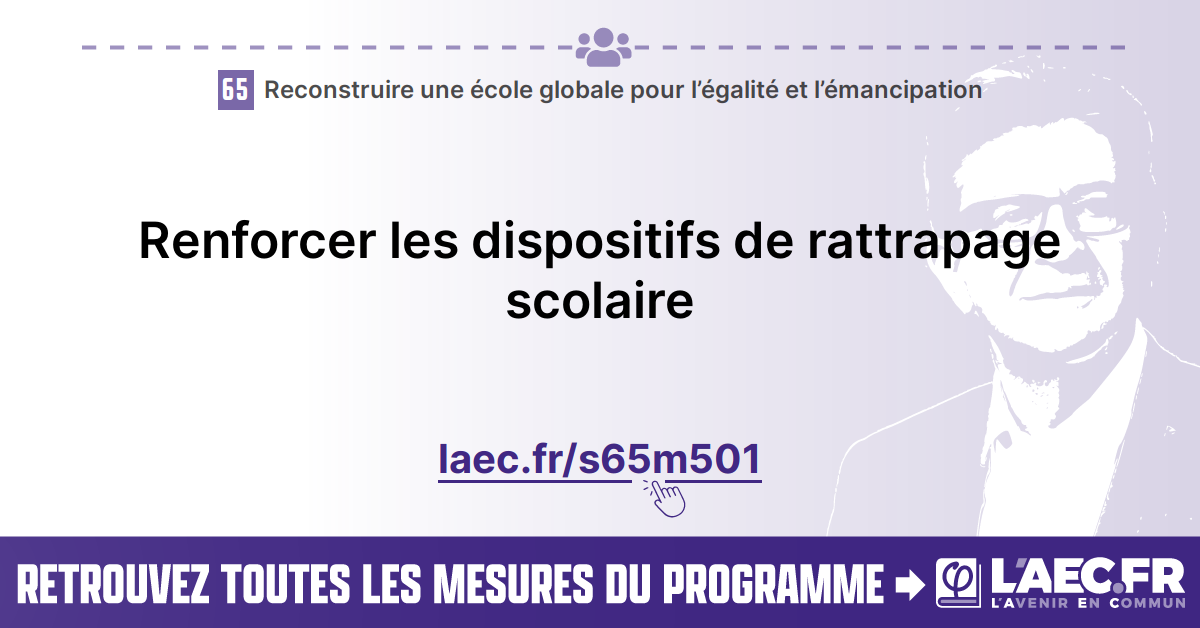 65 Reconstruire une école globale pour l’égalité et l’émancipation
Renforcer les dispositifs de rattrapage
scolaire
laec.fr/s65m501
RETROUVEZ TOUTES LES MESURES DU PROGRAMME
L'AEC.FR
L'AVENIR EN COMMUN